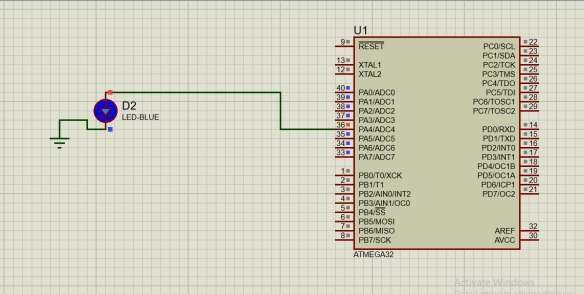 U1
9 RESET PC0/SCL 22
PC1/SDA 23
13 XTAL1 PC2/TCK 24
12 XTAL2 PC3/TMS 25
PC4/TDO 26
40 PA0/ADC0 PC5/TDI 27
39 PA1/ADC1 PC6/TOSC1 28
38 PA2/ADC2 PC7/TOSC2 29
37 PA3/ADC3
36 PA4/ADC4 PD0/RXD 14
35 PA5/ADC5 PD1/TXD 15
34 PA6/ADC6 PD2/INT0 16
33 PA7/ADC7 PD3/INT1 17
PD4/OC1B 18
1 PB0/T0/XCK PD5/OC1A 19
2 PB1/T1 PD6/ICP1 20
3 PB2/AIN0/INT2 PD7/OC2 21
4 PB3/AIN1/OC0
5 PB4/SS
6 PB5/MOSI
7 PB6/MISO AREF 32
8 PB7/SCK AVCC 30
ATMEGA32
D2
LED-BLUE
Activate Windows